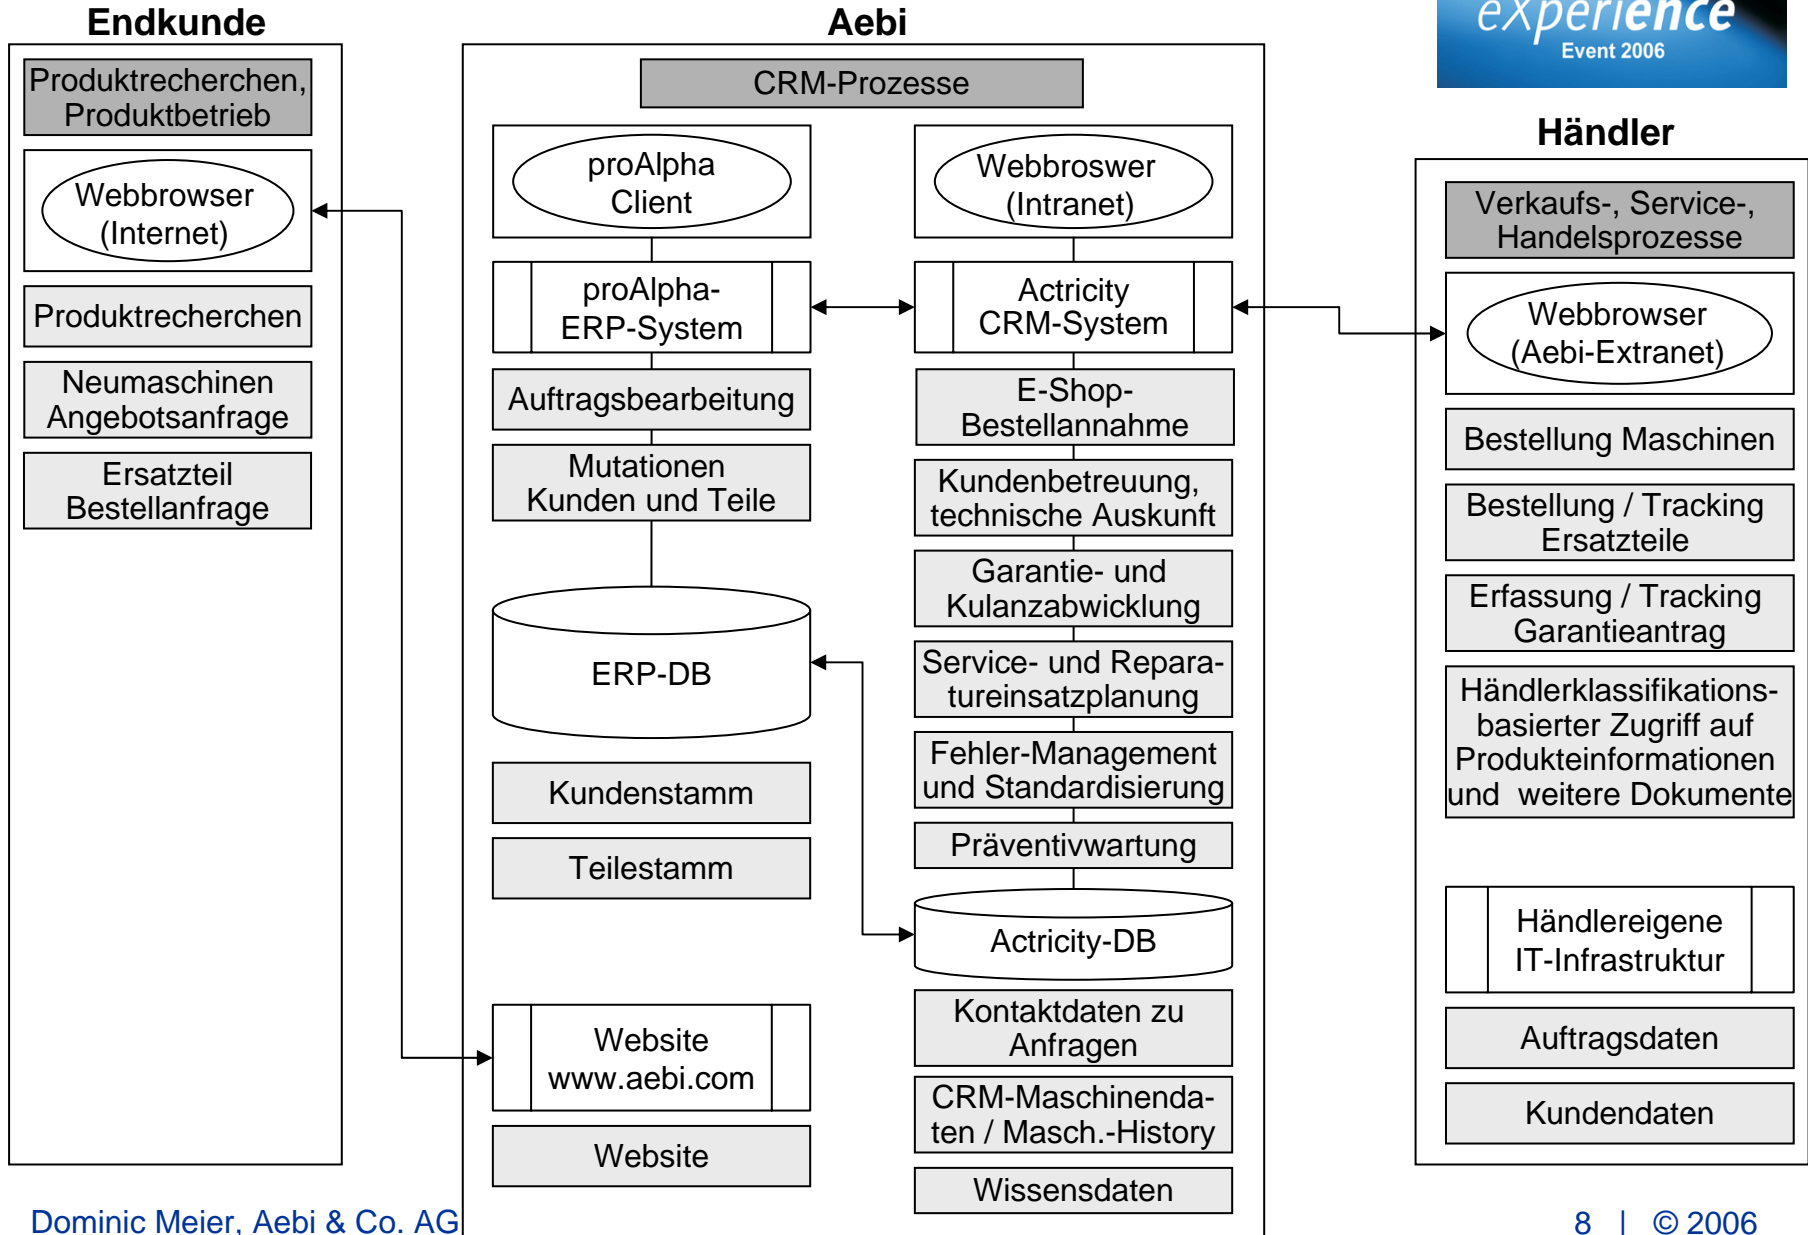 Endkunde
Produktrecherchen,
Produktbetrieb
Webbrowser
(Internet)
Produktrecherchen
Neumaschinen
Angebotsanfrage
Ersatzteil
Bestellanfrage
Aebi
CRM-Prozesse
proAlpha
Client
proAlpha-
ERP-System
Auftragsbearbeitung
Mutationen
Kunden und Teile
ERP-DB
Kundenstamm
Teilestamm
Website
www.aebi.com
Website
Webbroswer
(Intranet)
Actricity
CRM-System
E-Shop-
Bestellannahme
Kundenbetreuung,
technische Auskunft
Garantie- und
Kulanzabwicklung
Service- und Repara-
tureinsatzplanung
Fehler-Management
und Standardisierung
Präventivwartung
Actricity-DB
Kontaktdaten zu
Anfragen
CRM-Maschinenda-
ten / Masch.-History
Wissensdaten
eXperience
Event 2006
Händler
Verkaufs-, Service-,
Handelsprozesse
Webbrowser
(Aebi-Extranet)
Bestellung Maschinen
Bestellung / Tracking
Ersatzteile
Erfassung / Tracking
Garantieantrag
Händlerklassifikations-
basierter Zugriff auf
Produkteinformationen
und weitere Dokumente
Händlereigene
IT-Infrastruktur
Auftragsdaten
Kundendaten
Dominic Meier, Aebi & Co. AG
8 | © 2006